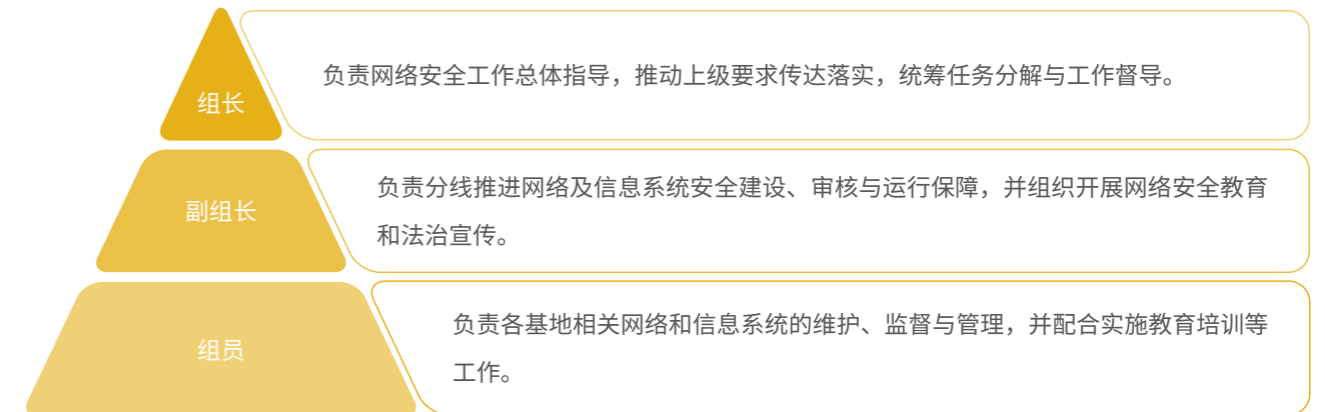 组长
负责网络安全工作总体指导，推动上级要求传达落实，统筹任务分解与工作督导。
副组长
负责分线推进网络及信息系统安全建设、审核与运行保障，并组织开展网络安全教育
和法治宣传。
组员
负责各基地相关网络和信息系统的维护、监督与管理，并配合实施教育培训等
工作。